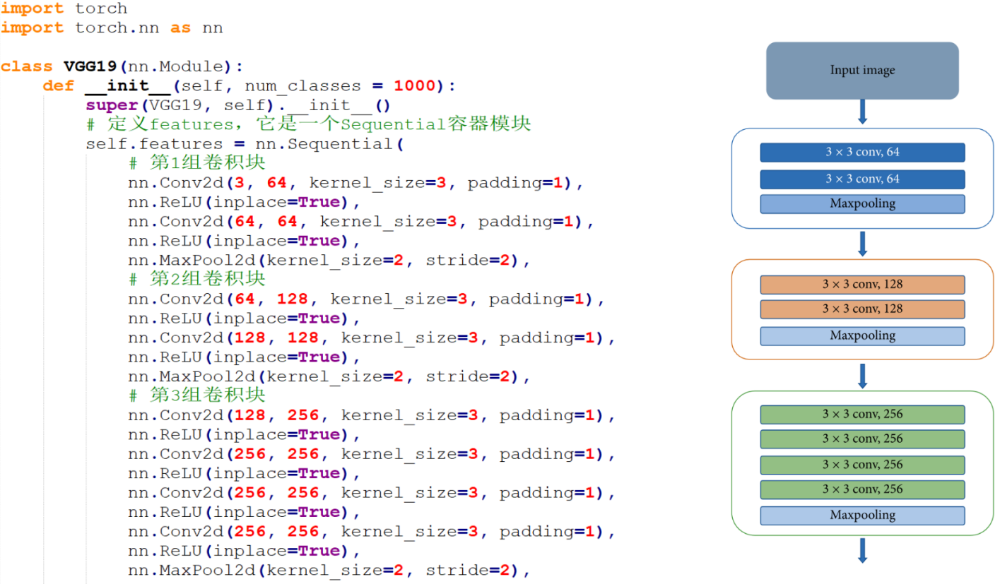 import torch
import torch.nn as nn
class VGG19(nn.Module):
    def __init__(self, num_classes = 1000):
        super(VGG19, self).__init__()
        # 定义features，它是一个Sequential容器模块
        self.features = nn.Sequential(
            # 第1组卷积块
            nn.Conv2d(3, 64, kernel_size=3, padding=1),
            nn.ReLU(inplace=True),
            nn.Conv2d(64, 64, kernel_size=3, padding=1),
            nn.ReLU(inplace=True),
            nn.MaxPool2d(kernel_size=2, stride=2),
            # 第2组卷积块
            nn.Conv2d(64, 128, kernel_size=3, padding=1),
            nn.ReLU(inplace=True),
            nn.Conv2d(128, 128, kernel_size=3, padding=1),
            nn.ReLU(inplace=True),
            nn.MaxPool2d(kernel_size=2, stride=2),
            # 第3组卷积块
            nn.Conv2d(128, 256, kernel_size=3, padding=1),
            nn.ReLU(inplace=True),
            nn.Conv2d(256, 256, kernel_size=3, padding=1),
            nn.ReLU(inplace=True),
            nn.Conv2d(256, 256, kernel_size=3, padding=1),
            nn.ReLU(inplace=True),
            nn.Conv2d(256, 256, kernel_size=3, padding=1),
            nn.ReLU(inplace=True),
            nn.MaxPool2d(kernel_size=2, stride=2),
Input image
3 × 3 conv, 64
3 × 3 conv, 64
Maxpooling
3 × 3 conv, 128
3 × 3 conv, 128
Maxpooling
3 × 3 conv, 256
3 × 3 conv, 256
3 × 3 conv, 256
3 × 3 conv, 256
Maxpooling